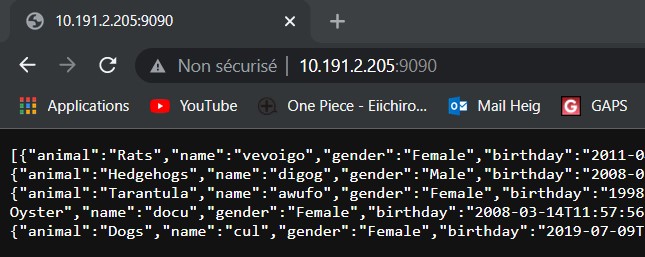 10.191.2.205:9090
Non sécurisé | 10.191.2.205:9090
Applications YouTube One Piece - Eiichiro... Mail Heig G GAPS
[{"animal":"Rats","name":"vevoigo","gender":"Female","birthday":"2011-0
{"animal":"Hedgehogs","name":"digog","gender":"Male","birthday":"2008-0
{"animal":"Tarantula","name":"awufo","gender":"Female","birthday":"1998
Oyster","name":"docu","gender":"Female","birthday":"2008-03-14T11:57:56
{"animal":"Dogs","name":"cul","gender":"Female","birthday":"2019-07-09T